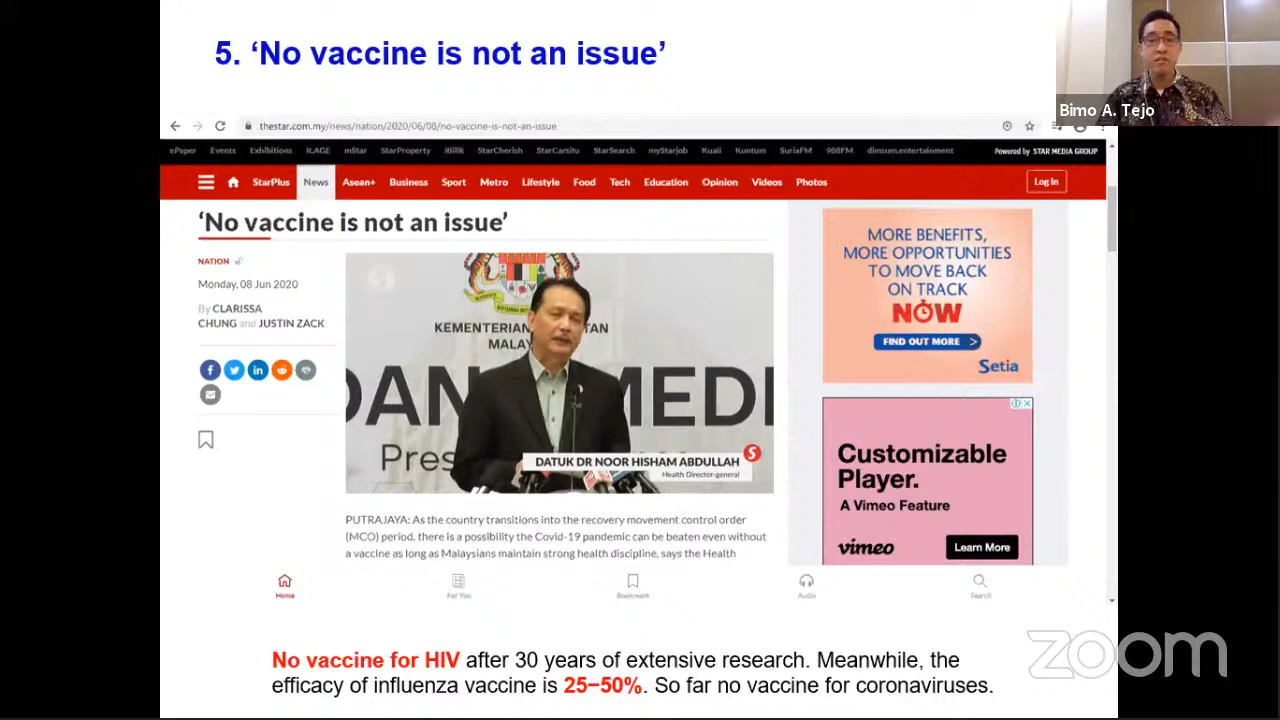 5. ‘No vaccine is not an issue’
Bimo A. Tejo
thestar.com.my/news/nation/2020/06/08/no-vaccine-is-not-an-issue
ePaper Events Exhibitions R.AGE mStar StarProperty StarCherish StarCarsifu StarSearch myStarjob Kuali Kuntum SuriaFM 988FM dimsum.entertainment Powered by STAR MEDIA GROUP
StarPlus News Asean+ Business Sport Metro Lifestyle Food Tech Education Opinion Videos Photos Log In
‘No vaccine is not an issue’
NATION
Monday, 08 Jun 2020
By CLARISSA
CHUNG and JUSTIN ZACK
KEMENTERIAN
MALAY
DAN MEDI
Pres
DATUK DR NOOR HISHAM ABDULLAH
Health Director-general
PUTRAJAYA: As the country transitions into the recovery movement control order
(MCO) period, there is a possibility the Covid-19 pandemic can be beaten even without
a vaccine as long as Malaysians maintain strong health discipline, says the Health
MORE BENEFITS,
MORE OPPORTUNITIES
TO MOVE BACK
ON TRACK
NOW
FIND OUT MORE
Setia
Customizable
Player.
A Vimeo Feature
vimeo Learn More
Home For You Bookmark Audio Search
No vaccine for HIV after 30 years of extensive research. Meanwhile, the
efficacy of influenza vaccine is 25−50%. So far no vaccine for coronaviruses.
zoom